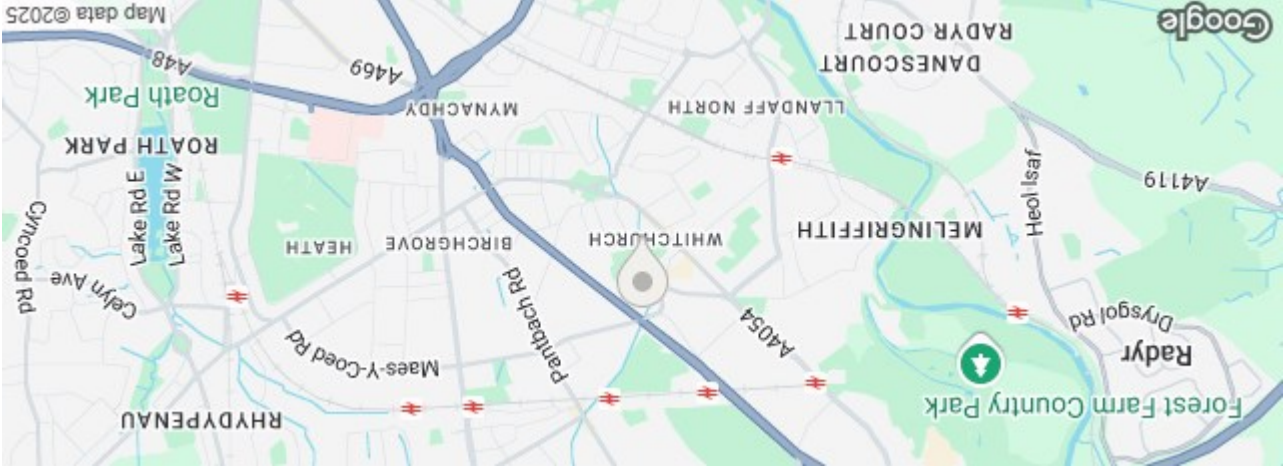 Forest Farm Country Park
Radyr
Drysgol Rd
RHYDYPENAU
Maes-Y-Coed Rd
Pantbach Rd
A4054
Celyn Ave
Cyncoed Rd
Lake Rd E
Lake Rd W
HEATH
BIRCHGROVE
WHITCHURCH
MELINGRIFFITH
Heol Isaf
A4119
ROATH PARK
Roath Park
MYNACHDY
LLANDAFF NORTH
A48
A469
DANESCOURT
RADYR COURT
Google
Map data ©2025